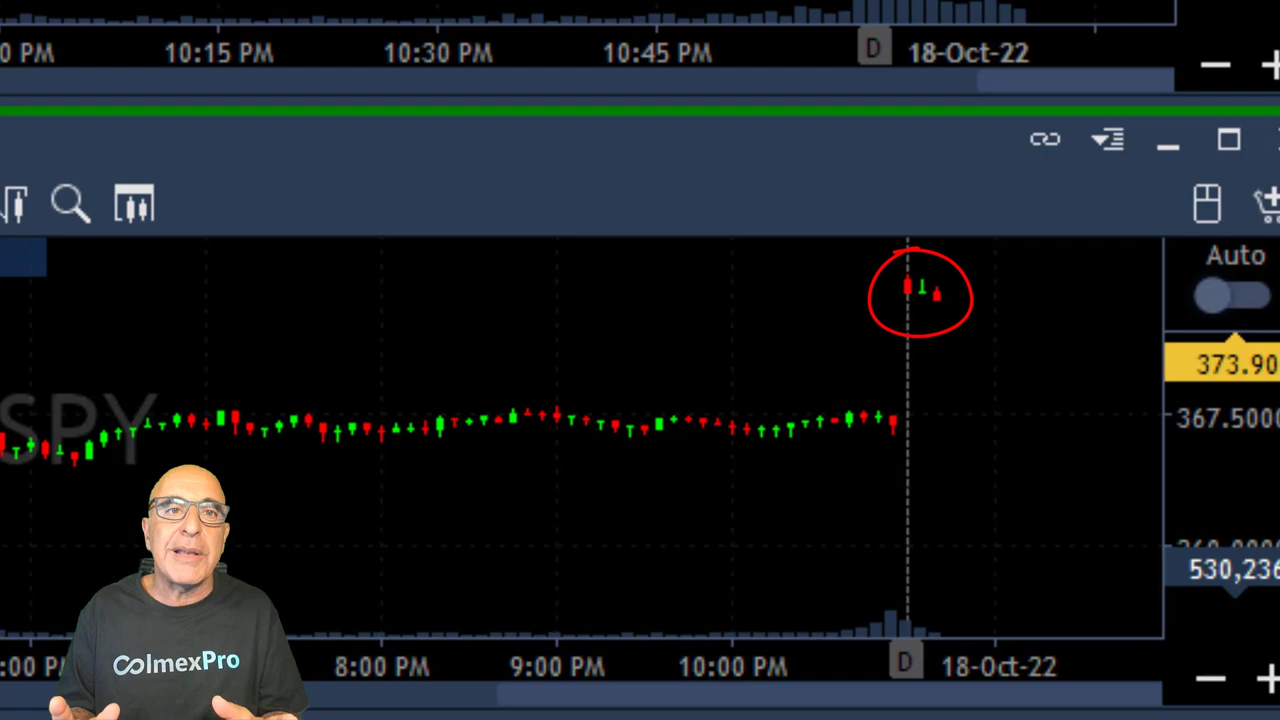 0 PM 10:15 PM 10:30 PM 10:45 PM D 18-Oct-22
Auto
373.90
SPY
367.5000
530,236
ColmexPro
:00 PM 8:00 PM 9:00 PM 10:00 PM D 18-Oct-22